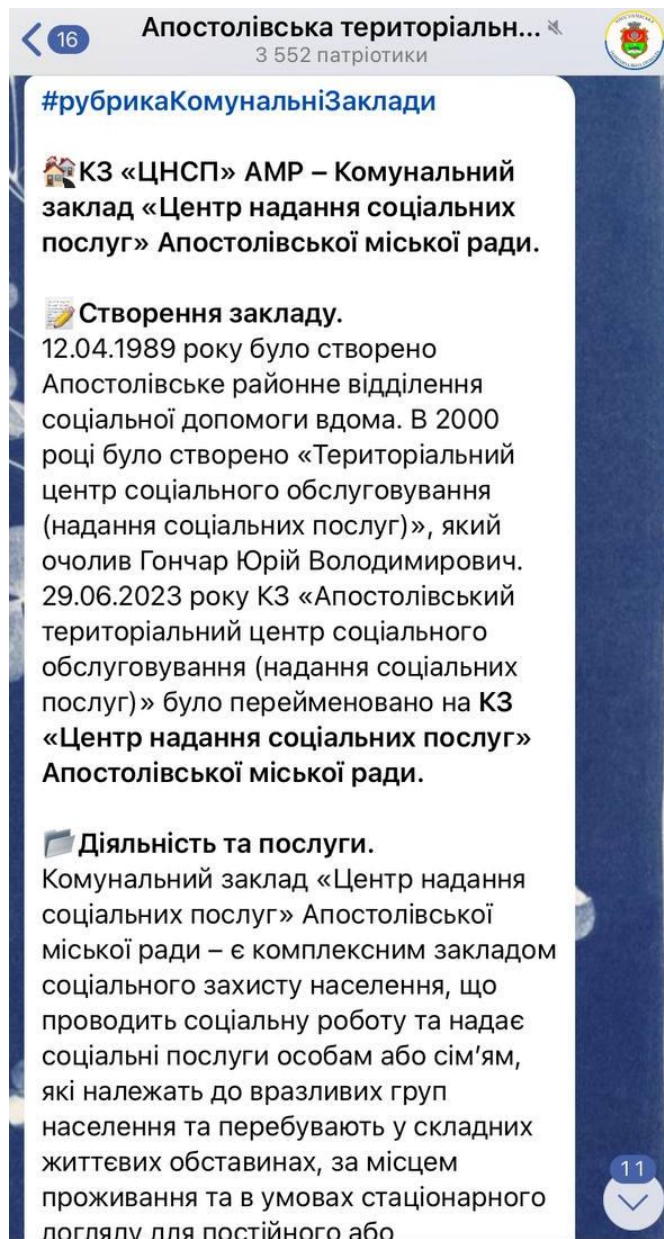 16
Апостолівська територіальн...
3 552 патріотики
#рубрикаКомунальніЗаклади
КЗ «ЦНСП» АМР – Комунальний
заклад «Центр надання соціальних
послуг» Апостолівської міської ради.
Створення закладу.
12.04.1989 року було створено
Апостолівське районне відділення
соціальної допомоги вдома. В 2000
році було створено «Територіальний
центр соціального обслуговування
(надання соціальних послуг)», який
очолив Гончар Юрій Володимирович.
29.06.2023 року КЗ «Апостолівський
територіальний центр соціального
обслуговування (надання соціальних
послуг)» було перейменовано на КЗ
«Центр надання соціальних послуг»
Апостолівської міської ради.
Діяльність та послуги.
Комунальний заклад «Центр надання
соціальних послуг» Апостолівської
міської ради – є комплексним закладом
соціального захисту населення, що
проводить соціальну роботу та надає
соціальні послуги особам або сім’ям,
які належать до вразливих груп
населення та перебувають у складних
життєвих обставинах, за місцем
проживання та в умовах стаціонарного
догляду для постійного або
11